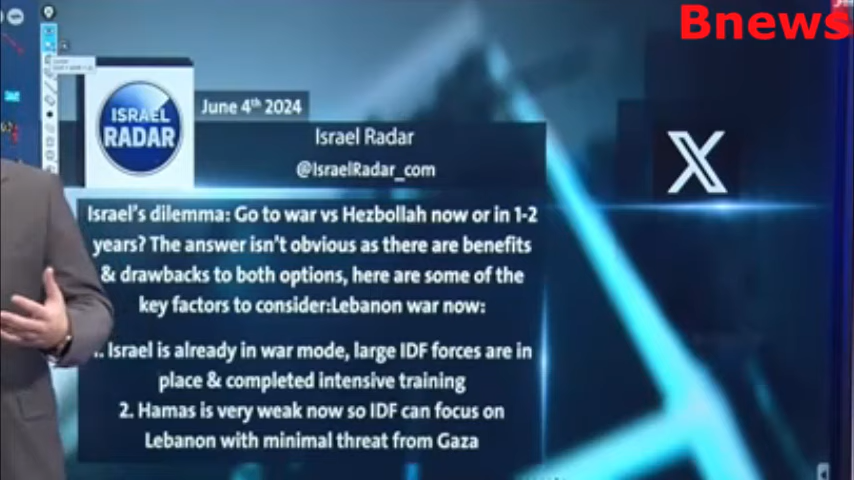 Bnews
ISRAEL
RADAR
June 4th 2024
Israel Radar
@IsraelRadar_com
X
Israel's dilemma: Go to war vs Hezbollah now or in 1-2
years? The answer isn't obvious as there are benefits
& drawbacks to both options, here are some of the
key factors to consider:Lebanon war now:
. Israel is already in war mode, large IDF forces are in
place & completed intensive training
2. Hamas is very weak now so IDF can focus on
Lebanon with minimal threat from Gaza